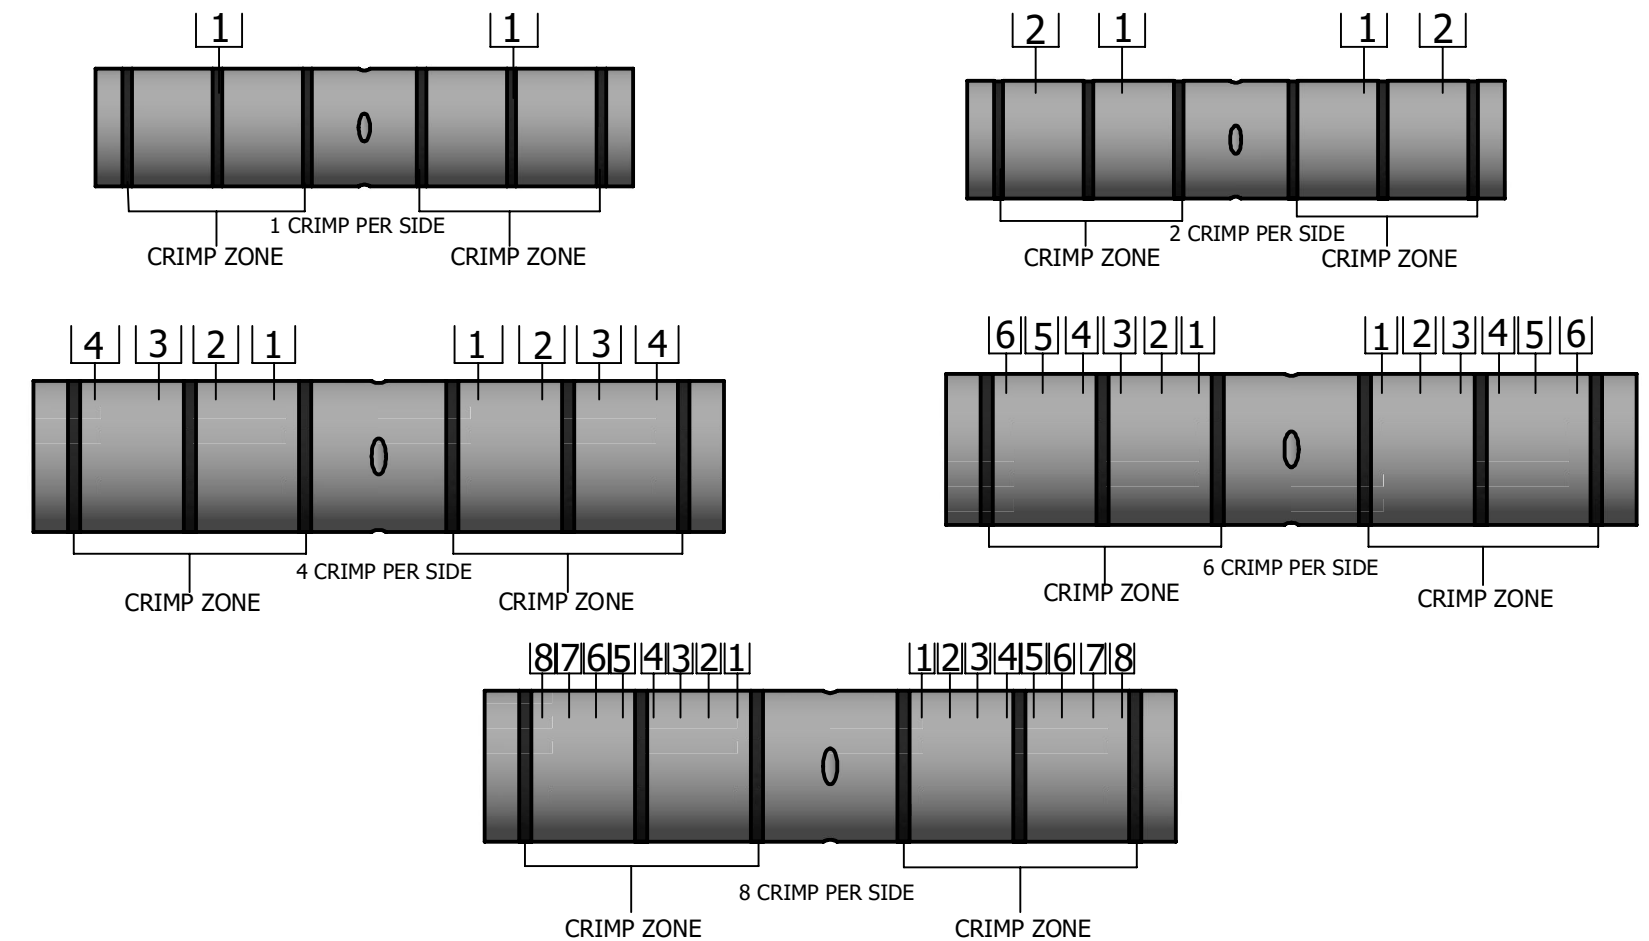 1 1
1 CRIMP PER SIDE
CRIMP ZONE CRIMP ZONE
2 1 1 2
2 CRIMP PER SIDE
CRIMP ZONE CRIMP ZONE
4 3 2 1 1 2 3 4
4 CRIMP PER SIDE
CRIMP ZONE CRIMP ZONE
6 5 4 3 2 1 1 2 3 4 5 6
6 CRIMP PER SIDE
CRIMP ZONE CRIMP ZONE
8 7 6 5 4 3 2 1 1 2 3 4 5 6 7 8
8 CRIMP PER SIDE
CRIMP ZONE CRIMP ZONE